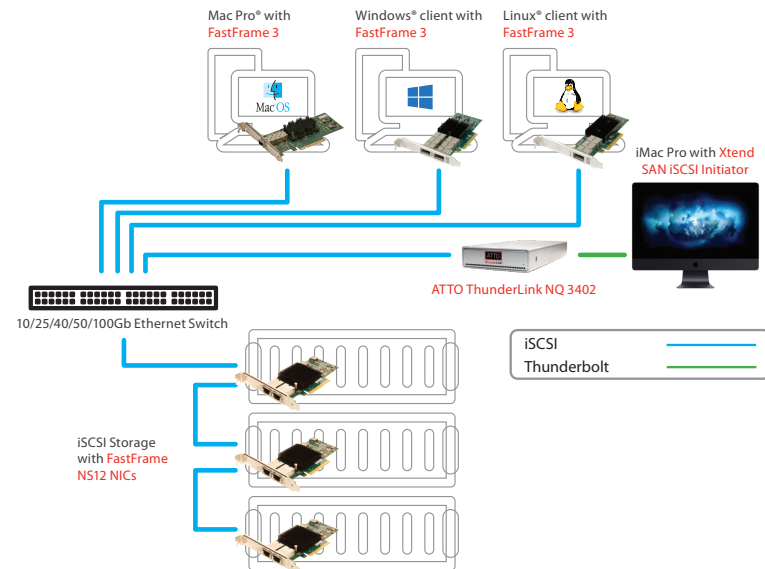 Mac Pro® with
FastFrame 3
Windows® client with
FastFrame 3
Linux® client with
FastFrame 3
Mac OS
iMac Pro with Xtend
SAN iSCSI Initiator
ATTO
ThunderLink
ATTO ThunderLink NQ 3402
10/25/40/50/100Gb Ethernet Switch
iSCSI
Thunderbolt
iSCSI Storage
with FastFrame
NS12 NICs